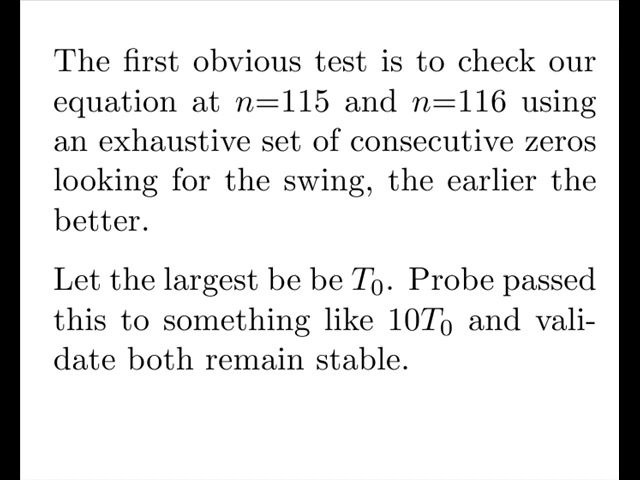 The first obvious test is to check our
equation at n=115 and n=116 using
an exhaustive set of consecutive zeros
looking for the swing, the earlier the
better.
Let the largest be be T₀. Probe passed
this to something like 10T₀ and vali-
date both remain stable.